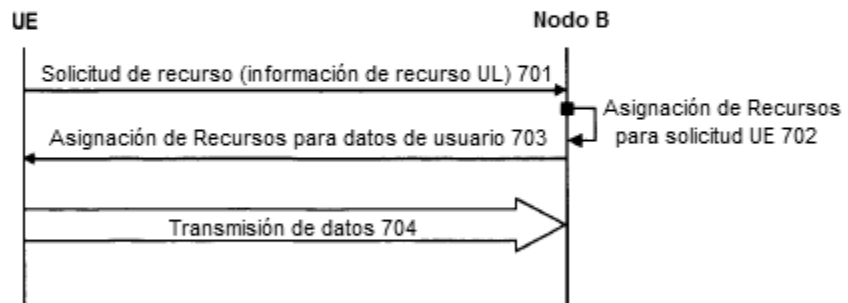 UE
Nodo B
Solicitud de recurso (información de recurso UL) 701
Asignación de Recursos
para solicitud UE 702
Asignación de Recursos para datos de usuario 703
Transmisión de datos 704